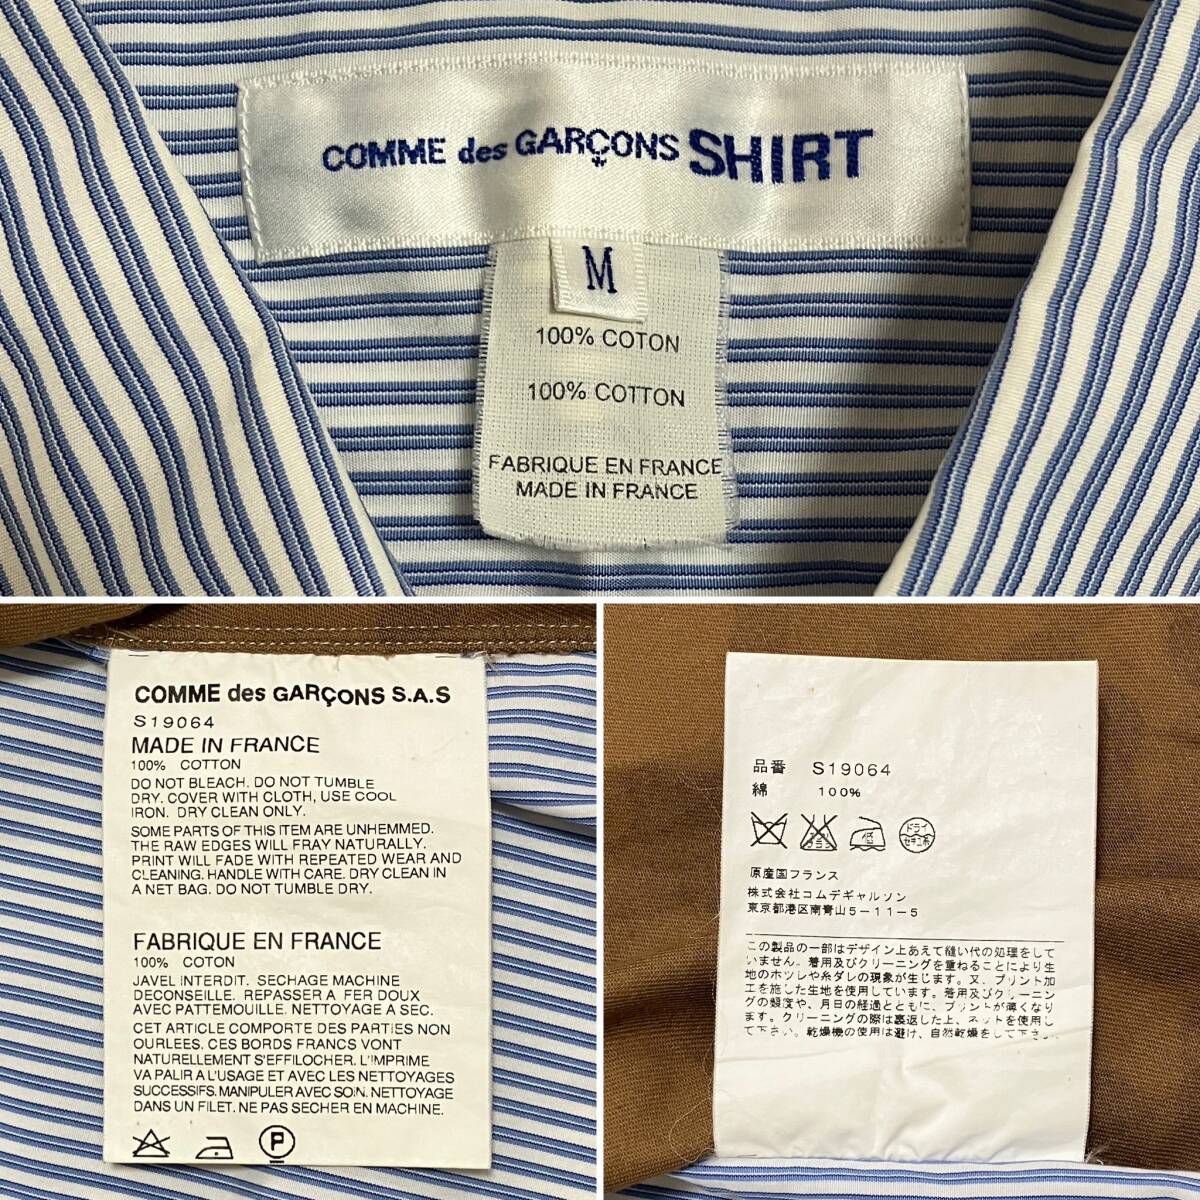 COMME des GARÇONS SHIRT
M
100% COTON
100% COTTON
FABRIQUE EN FRANCE
MADE IN FRANCE
COMME des GARÇONS S.A.S
S19064
MADE IN FRANCE
100% COTTON
DO NOT BLEACH. DO NOT TUMBLE
DRY. COVER WITH CLOTH, USE COOL
IRON. DRY CLEAN ONLY.
SOME PARTS OF THIS ITEM ARE UNHEMMED.
THE RAW EDGES WILL FRAY NATURALLY.
PRINT WILL FADE WITH REPEATED WEAR AND
CLEANING. HANDLE WITH CARE. DRY CLEAN IN
A NET BAG. DO NOT TUMBLE DRY.
FABRIQUE EN FRANCE
100% COTON
JAVEL INTERDIT. SECHAGE MACHINE
DECONSEILLE. REPASSER A FER DOUX
AVEC PATTEMOUILLE. NETTOYAGE A SEC.
CET ARTICLE COMPORTE DES PARTIES NON
OURLEES. CES BORDS FRANCS VONT
NATURELLEMENT S'EFFILOCHER. L'IMPRIME
VA PALIR A L'USAGE ET AVEC LES NETTOYAGES
SUCCESSIFS. MANIPULER AVEC SOIN. NETTOYAGE
DANS UN FILET. NE PAS SECHER EN MACHINE.
P
品番 S19064
綿 100%
ドライ
セキユ系
原産国フランス
株式会社コムデギャルソン
東京都港区南青山5-11-5
この製品の一部はデザイン上あえて縫い代の処理をして
いません。着用及びクリーニングを重ねることにより生
地のホツレや糸ダレの現象が生じます。又、プリント加
工を施した生地を使用しています。着用及びクリーニン
グの頻度や、月日の経過とともに、プリントが薄くなり
ます。クリーニングの際は裏返した上、ネットを使用し
て下さい。乾燥機の使用は避け、自然乾燥をして下さい。